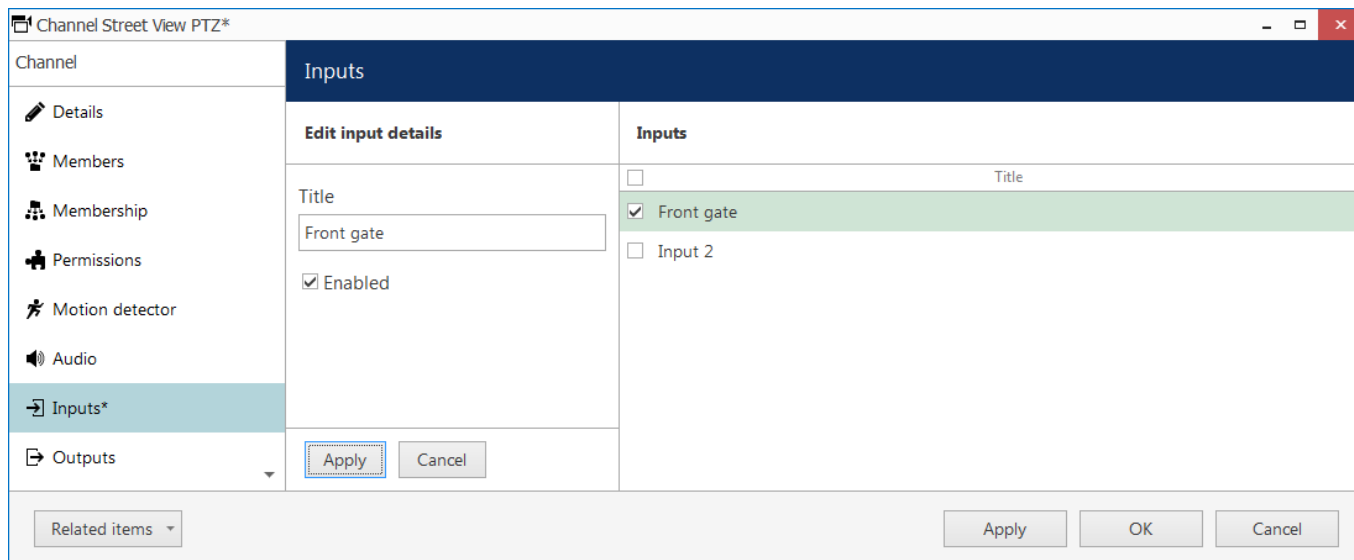 Channel Street View PTZ*
Channel
Details
Members
Membership
Permissions
Motion detector
Audio
Inputs*
Outputs
Inputs
Edit input details
Title
Front gate
Enabled
Apply
Cancel
Inputs
Title
Front gate
Input 2
Related items
Apply
OK
Cancel